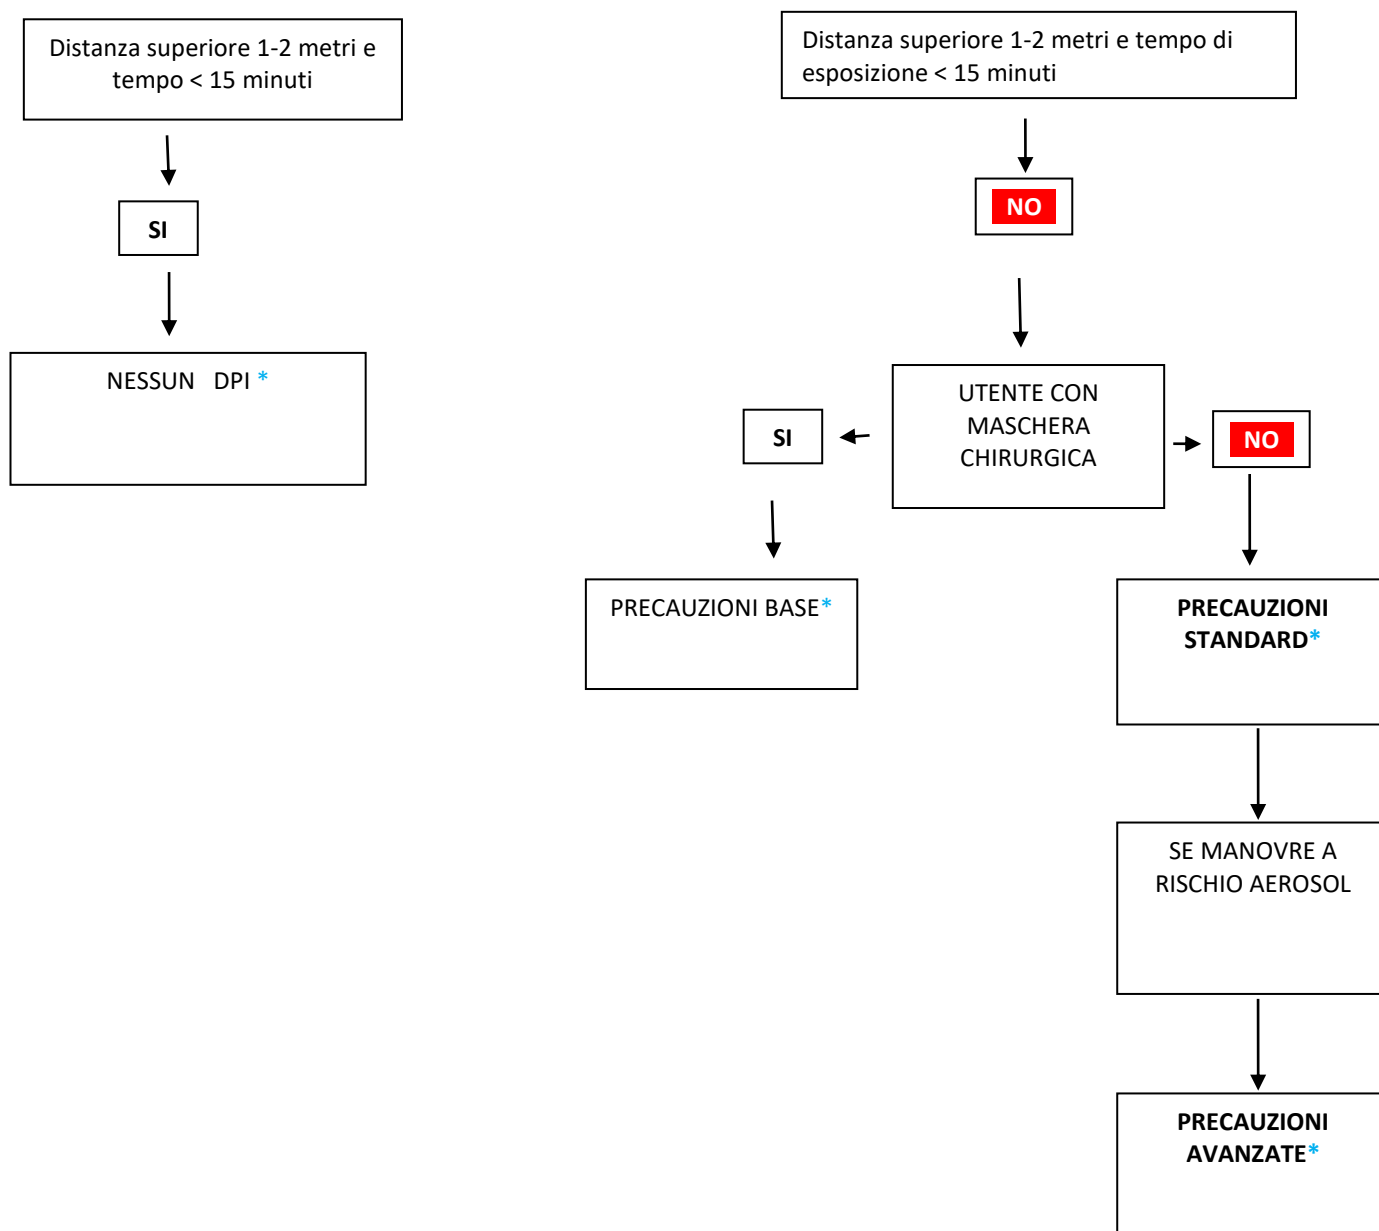 Distanza superiore 1-2 metri e
tempo < 15 minuti
SI
NESSUN DPI *
Distanza superiore 1-2 metri e tempo di
esposizione < 15 minuti
NO
UTENTE CON
MASCHERA
CHIRURGICA
SI
NO
PRECAUZIONI BASE*
PRECAUZIONI
STANDARD*
SE MANOVRE A
RISCHIO AEROSOL
PRECAUZIONI
AVANZATE*